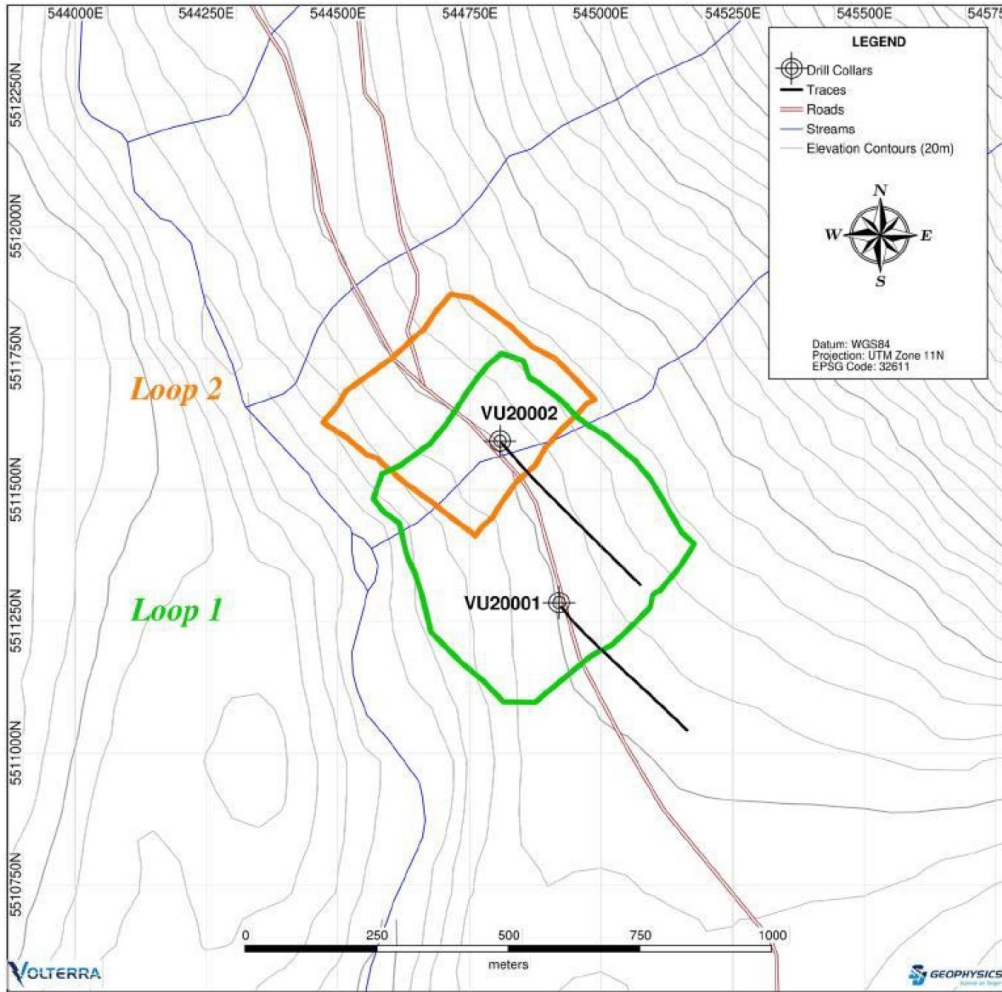 544000E 544250E 544500E 544750E 545000E 545250E 545500E 54575
5512250N
5512000N
5511750N
5511500N
5511250N
5511000N
5510750N
LEGEND
Drill Collars
Traces
Roads
Streams
Elevation Contours (20m)
N
W E
S
Datum: WGS84
Projection: UTM Zone 11N
EPSG Code: 32611
Loop 2
VU20002
Loop 1
VU20001
0 250 500 750 1000
meters
VOLTERRA
GEOPHYSICS